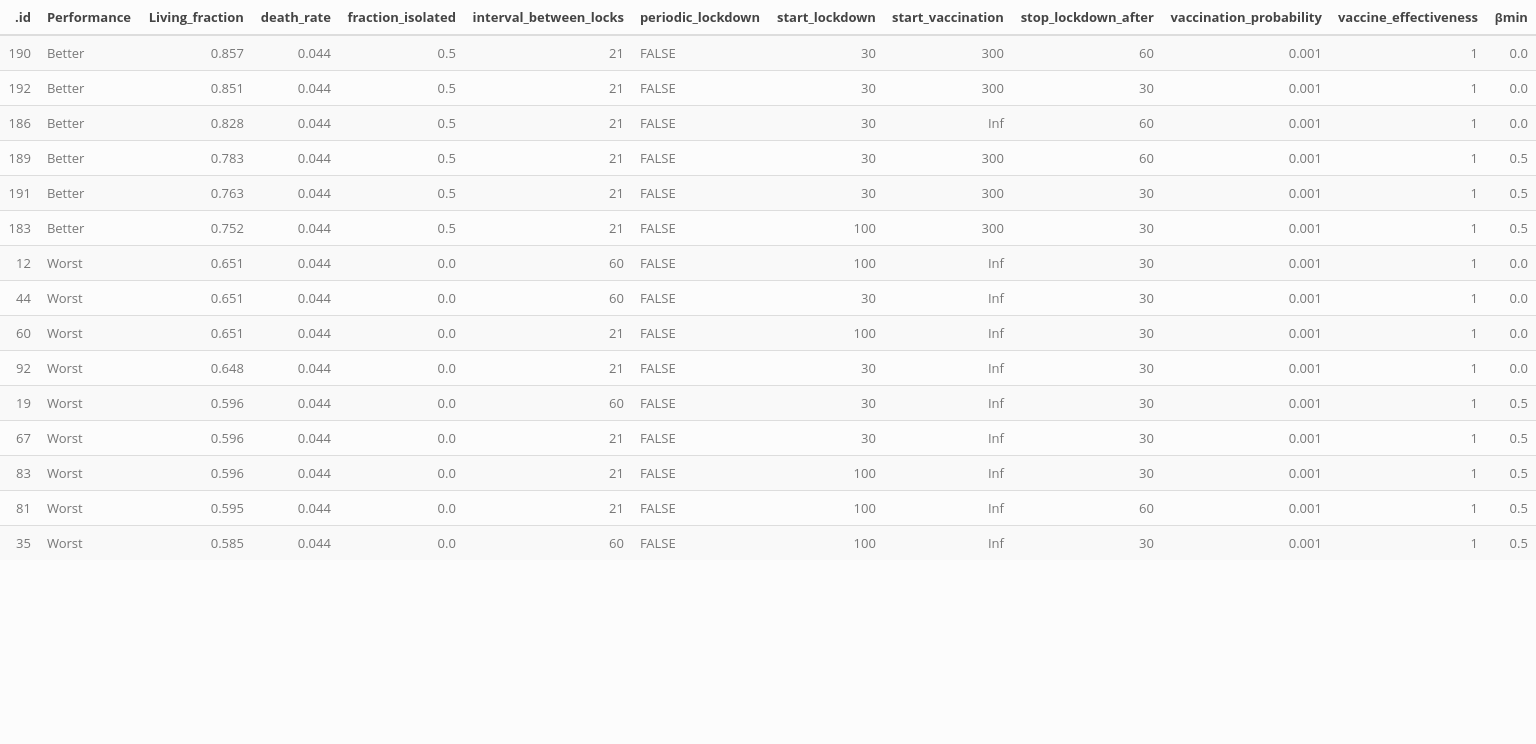 .id Performance Living_fraction death_rate fraction_isolated interval_between_locks periodic_lockdown start_lockdown start_vaccination stop_lockdown_after vaccination_probability vaccine_effectiveness βmin
190 Better 0.857 0.044 0.5 21 FALSE 30 300 60 0.001 1 0.0
192 Better 0.851 0.044 0.5 21 FALSE 30 300 30 0.001 1 0.0
186 Better 0.828 0.044 0.5 21 FALSE 30 Inf 60 0.001 1 0.0
189 Better 0.783 0.044 0.5 21 FALSE 30 300 60 0.001 1 0.5
191 Better 0.763 0.044 0.5 21 FALSE 30 300 30 0.001 1 0.5
183 Better 0.752 0.044 0.5 21 FALSE 100 300 30 0.001 1 0.5
12 Worst 0.651 0.044 0.0 60 FALSE 100 Inf 30 0.001 1 0.0
44 Worst 0.651 0.044 0.0 60 FALSE 30 Inf 30 0.001 1 0.0
60 Worst 0.651 0.044 0.0 21 FALSE 100 Inf 30 0.001 1 0.0
92 Worst 0.648 0.044 0.0 21 FALSE 30 Inf 30 0.001 1 0.0
19 Worst 0.596 0.044 0.0 60 FALSE 30 Inf 30 0.001 1 0.5
67 Worst 0.596 0.044 0.0 21 FALSE 30 Inf 30 0.001 1 0.5
83 Worst 0.596 0.044 0.0 21 FALSE 100 Inf 30 0.001 1 0.5
81 Worst 0.595 0.044 0.0 21 FALSE 100 Inf 60 0.001 1 0.5
35 Worst 0.585 0.044 0.0 60 FALSE 100 Inf 30 0.001 1 0.5